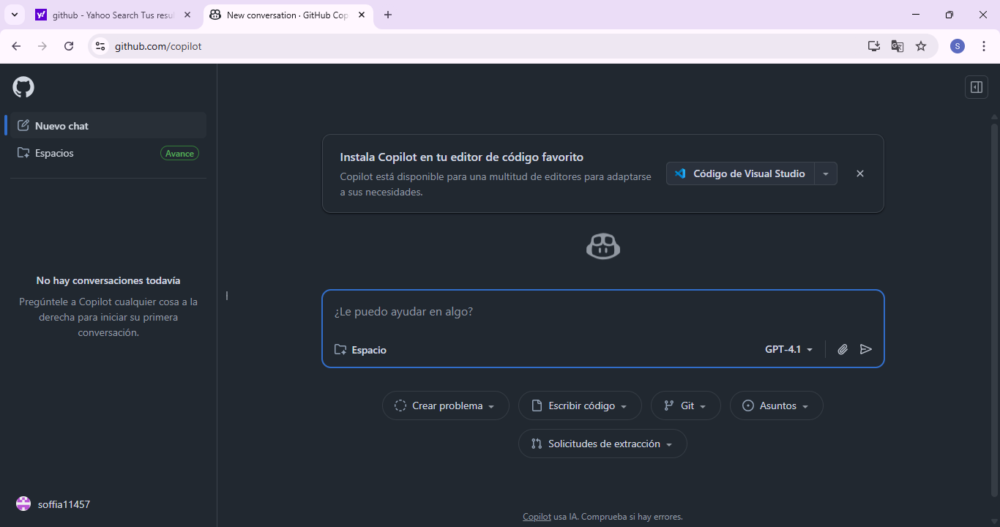 github - Yahoo Search Tus resul
New conversation · GitHub Cop
github.com/copilot
S
Nuevo chat
Espacios
Avance
No hay conversaciones todavía
Pregúntele a Copilot cualquier cosa a la
derecha para iniciar su primera
conversación.
soffia11457
Instala Copilot en tu editor de código favorito
Copilot está disponible para una multitud de editores para adaptarse
a sus necesidades.
Código de Visual Studio
¿Le puedo ayudar en algo?
Espacio
GPT-4.1
Crear problema
Escribir código
Git
Asuntos
Solicitudes de extracción
Copilot usa IA. Comprueba si hay errores.